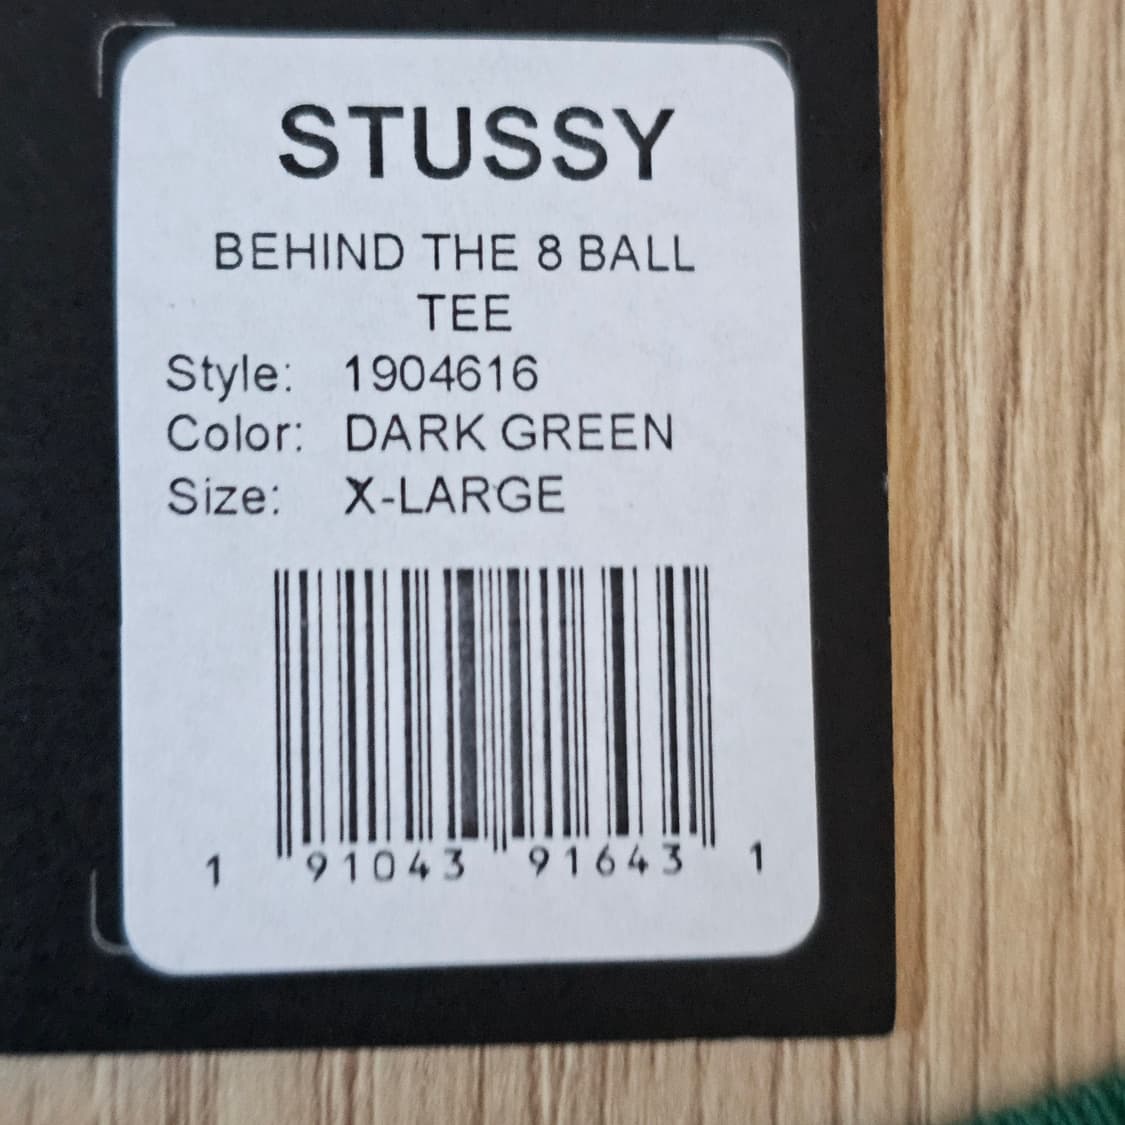 STUSSY
BEHIND THE 8 BALL
TEE
Style: 1904616
Color: DARK GREEN
Size: X-LARGE
1 91043 91643 1